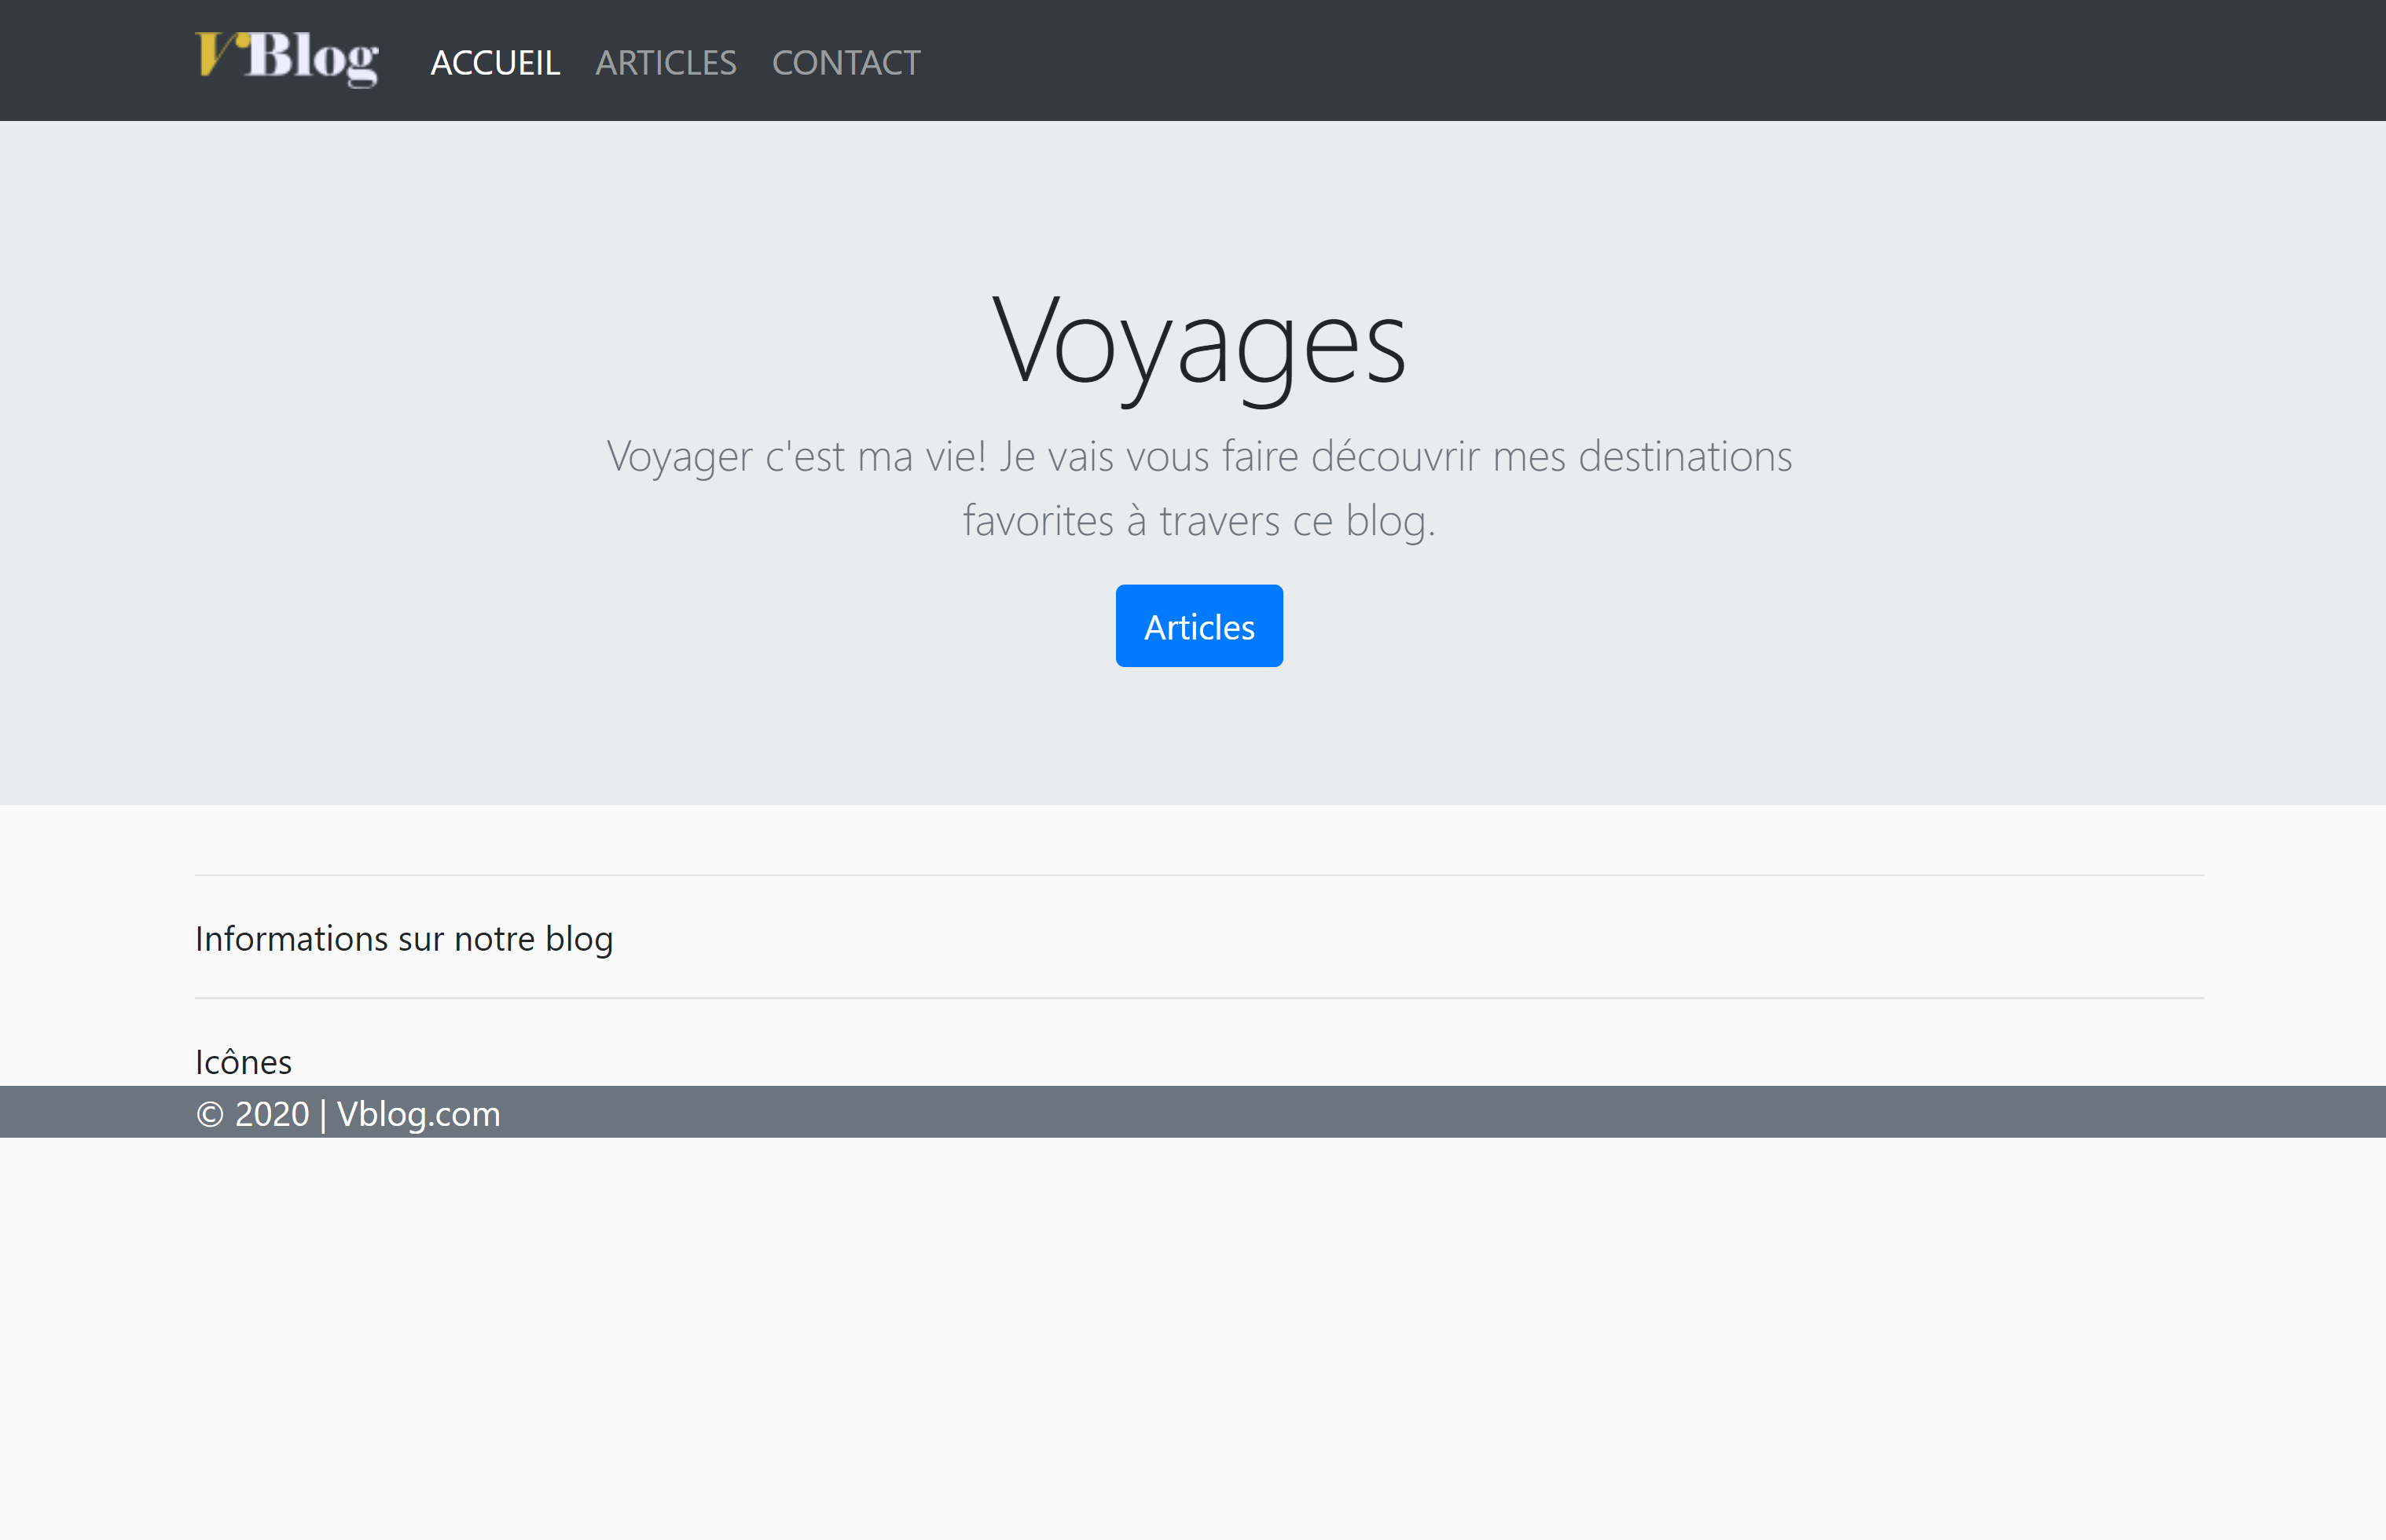 VBlog
ACCUEIL ARTICLES CONTACT
Voyages
Voyager c'est ma vie! Je vais vous faire découvrir mes destinations
favorites à travers ce blog.
Articles
Informations sur notre blog
Icônes
© 2020 | Vblog.com